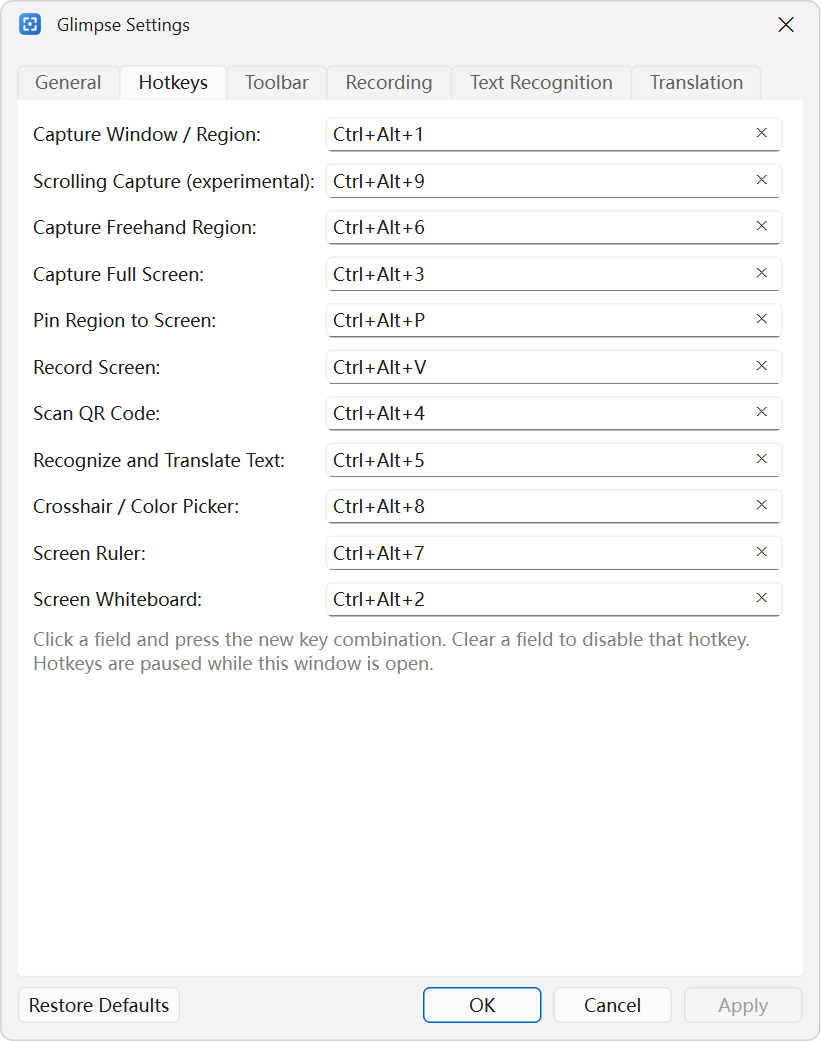 Glimpse Settings
General Hotkeys Toolbar Recording Text Recognition Translation
Capture Window / Region: Ctrl+Alt+1
Scrolling Capture (experimental): Ctrl+Alt+9
Capture Freehand Region: Ctrl+Alt+6
Capture Full Screen: Ctrl+Alt+3
Pin Region to Screen: Ctrl+Alt+P
Record Screen: Ctrl+Alt+V
Scan QR Code: Ctrl+Alt+4
Recognize and Translate Text: Ctrl+Alt+5
Crosshair / Color Picker: Ctrl+Alt+8
Screen Ruler: Ctrl+Alt+7
Screen Whiteboard: Ctrl+Alt+2
Click a field and press the new key combination. Clear a field to disable that hotkey.
Hotkeys are paused while this window is open.
Restore Defaults OK Cancel Apply